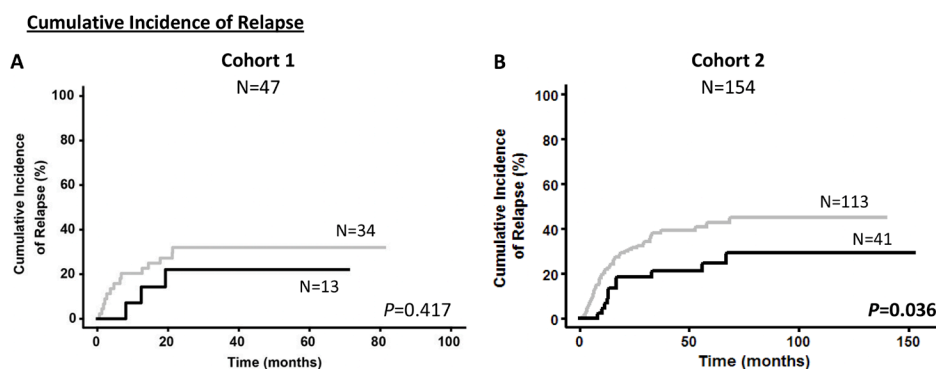 Cumulative Incidence of Relapse
A
Cohort 1
N=47
Cumulative Incidence
of Relapse (%)
100
80
60
40
20
0
N=34
N=13
P=0.417
0 20 40 60 80 100
Time (months)
B
Cohort 2
N=154
Cumulative Incidence
of Relapse (%)
100
80
60
40
20
0
N=113
N=41
P=0.036
0 50 100 150
Time (months)